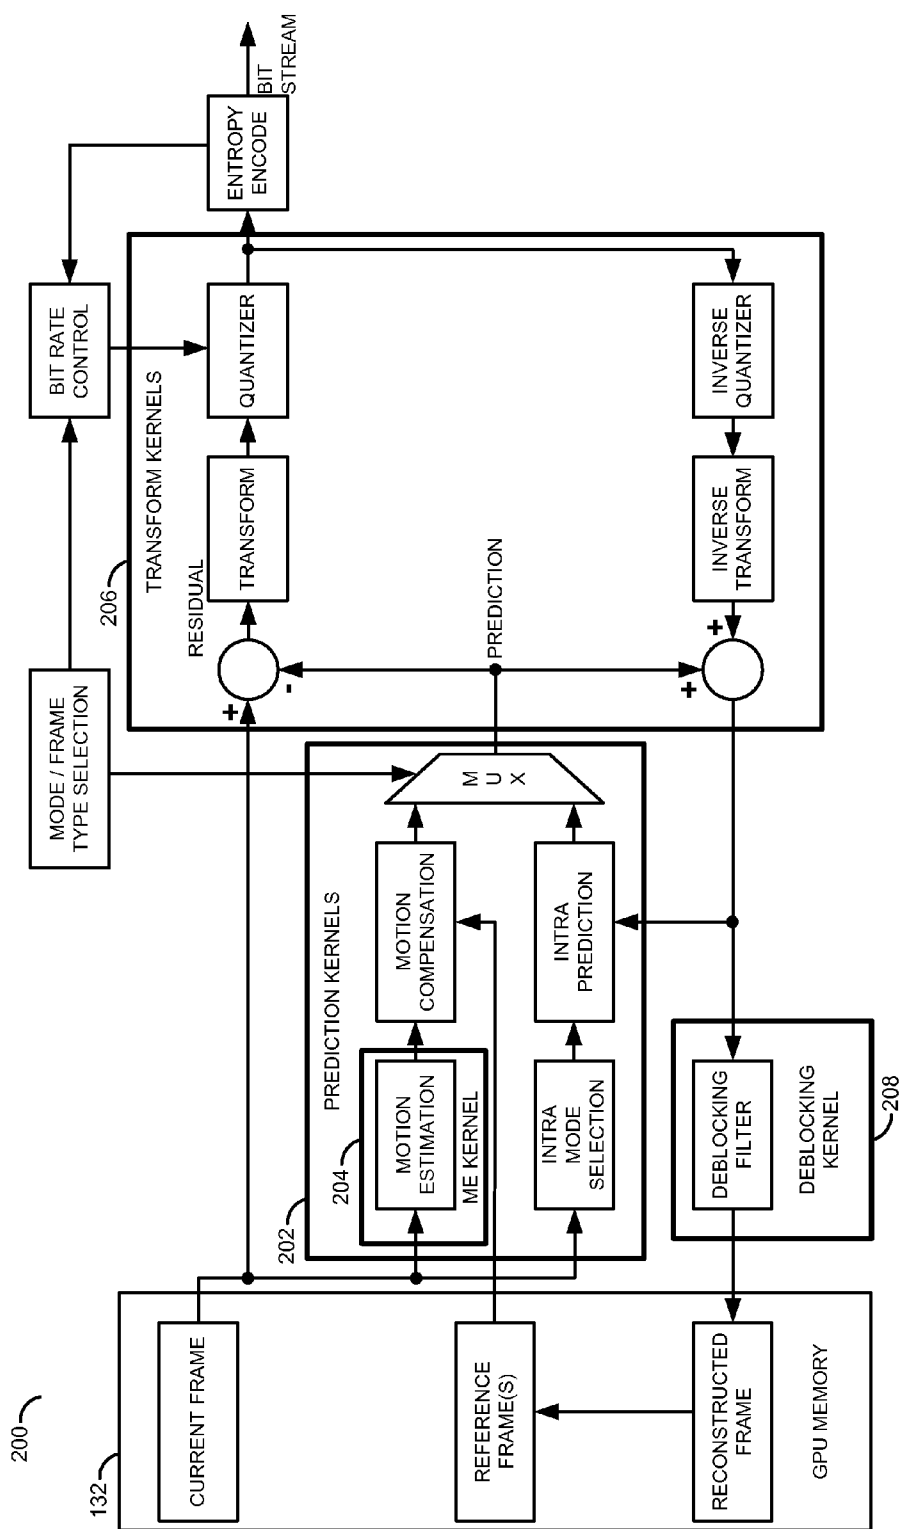 200
132
CURRENT FRAME
REFERENCE
FRAME(S)
RECONSTRUCTED
FRAME
GPU MEMORY
202
PREDICTION KERNELS
204
MOTION
ESTIMATION
ME KERNEL
MOTION
COMPENSATION
INTRA
MODE
SELECTION
INTRA
PREDICTION
MUX
DEBLOCKING
FILTER
DEBLOCKING
KERNEL
208
MODE / FRAME
TYPE SELECTION
BIT RATE
CONTROL
206
TRANSFORM KERNELS
+
-
RESIDUAL
TRANSFORM
QUANTIZER
PREDICTION
+
+
INVERSE
TRANSFORM
INVERSE
QUANTIZER
ENTROPY
ENCODE
BIT
STREAM